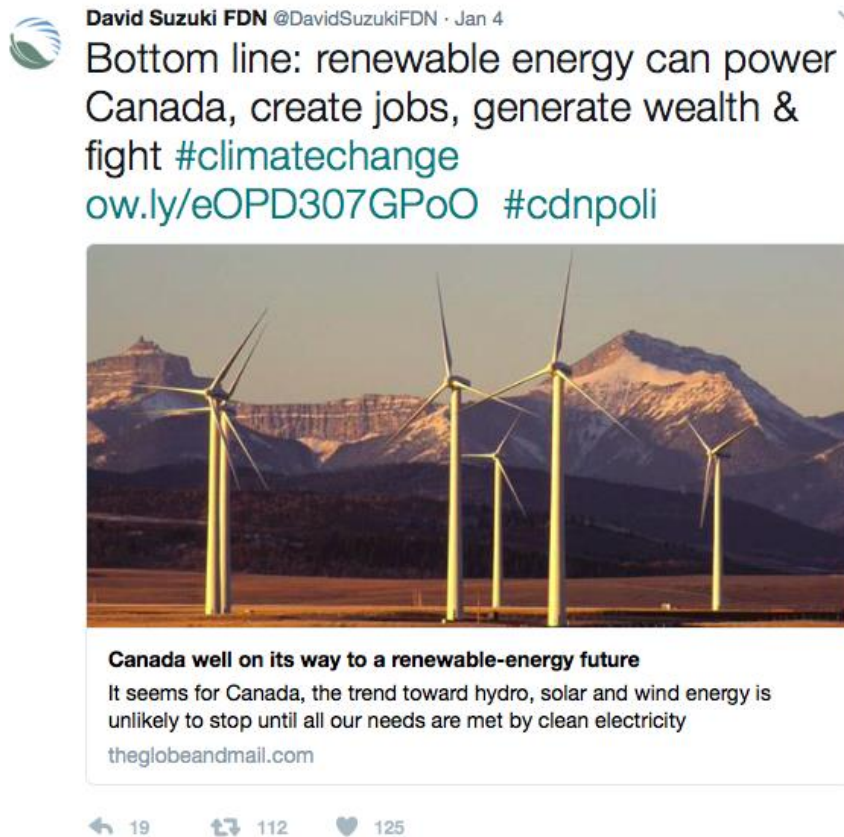 David Suzuki FDN @DavidSuzukiFDN · Jan 4
Bottom line: renewable energy can power
Canada, create jobs, generate wealth &
fight #climatechange
ow.ly/eOPD307GPoO #cdnpoli
Canada well on its way to a renewable-energy future
It seems for Canada, the trend toward hydro, solar and wind energy is
unlikely to stop until all our needs are met by clean electricity
theglobeandmail.com
19 112 125